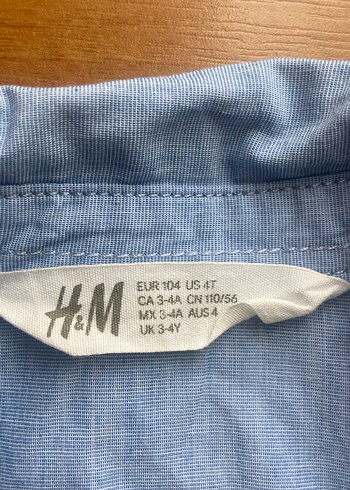 H&M
EUR 104 US 4T
CA 3-4A CN 110/56
MX 3-4A AUS 4
UK 3-4Y